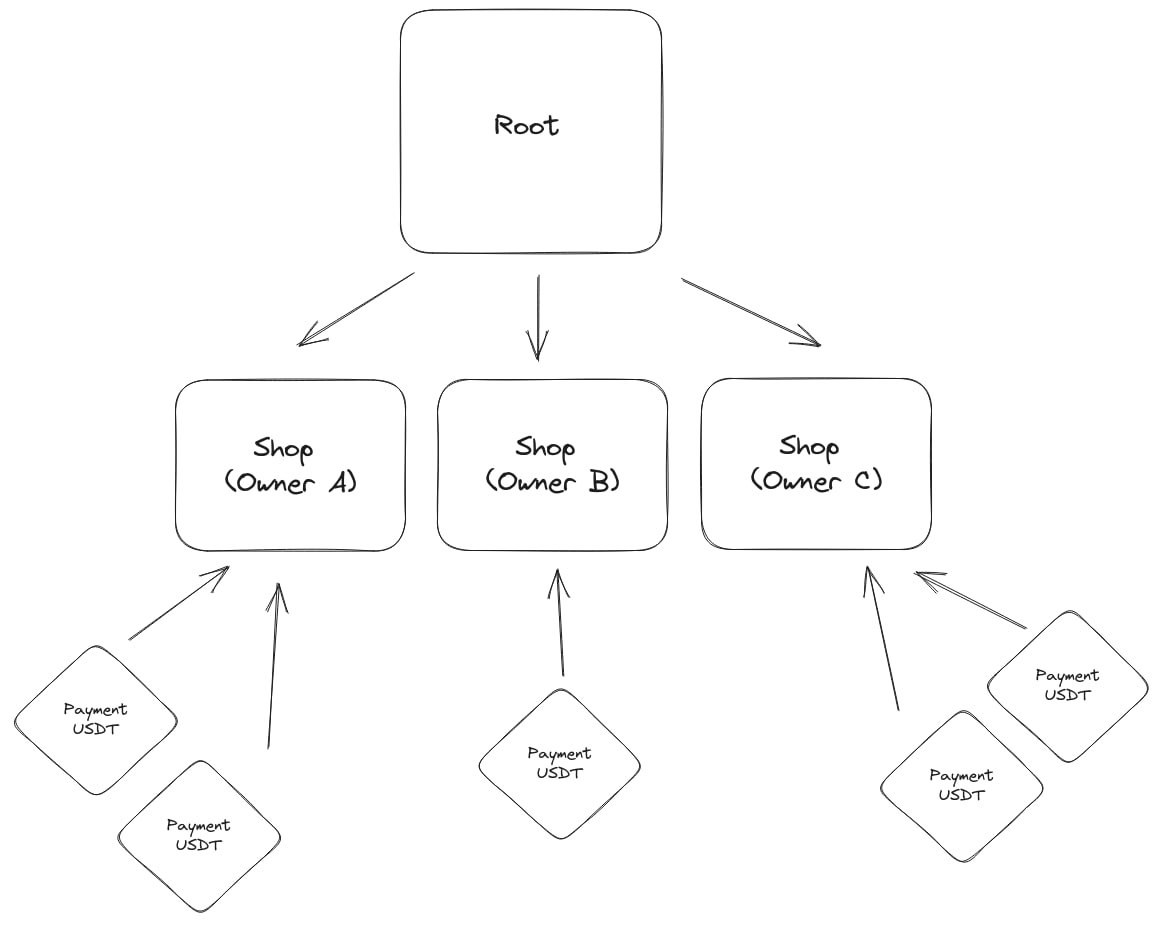 Root
Shop
(Owner A)
Shop
(Owner B)
Shop
(Owner C)
Payment
USDT
Payment
USDT
Payment
USDT
Payment
USDT
Payment
USDT